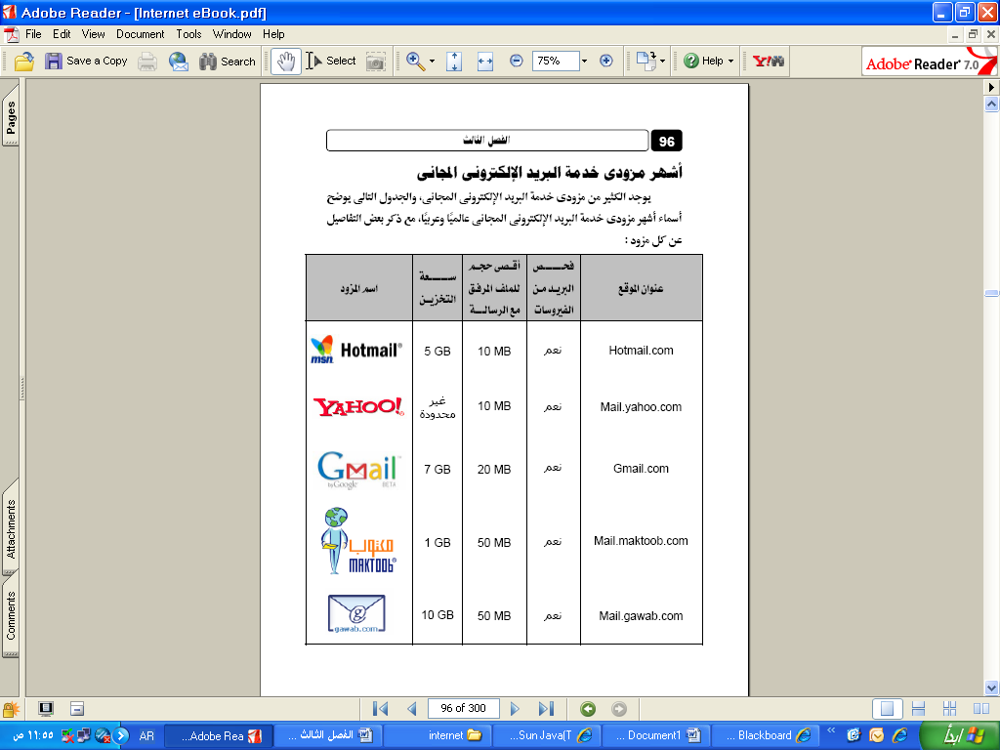 Adobe Reader - [Internet eBook.pdf]
File Edit View Document Tools Window Help
Save a Copy Search Select 75% Help Y! Adobe® Reader® 7.0
Pages
Attachments
Comments
96 الفصل الثالث
أشهر مزودى خدمة البريد الإلكترونى المجانى
يوجد الكثير من مزودى خدمة البريد الإلكترونى المجانى، والجدول التالى يوضح
أسماء أشهر مزودى خدمة البريد الإلكترونى المجانى عالميًا وعربيًا، مع ذكر بعض التفاصيل
عن كل مزود :
اسم المزود
ســـعة
التخزيـن
أقـصى حجـم
للملف المرفق
مع الرسالـــة
فحـــــص
البريد مـن
الفيروسات
عنوان الموقع
msn Hotmail® 5 GB 10 MB نعم Hotmail.com
YAHOO! غير محدودة 10 MB نعم Mail.yahoo.com
Gmail by Google BETA 7 GB 20 MB نعم Gmail.com
مكتوب MAKTOOb® 1 GB 50 MB نعم Mail.maktoob.com
gawab.com 10 GB 50 MB نعم Mail.gawab.com
96 of 300
١١:٥٥ ص AR ...Adobe Rea ... الفصل الثالث internet ...Sun Java(T ...Document1 ...Blackboard ابدأ